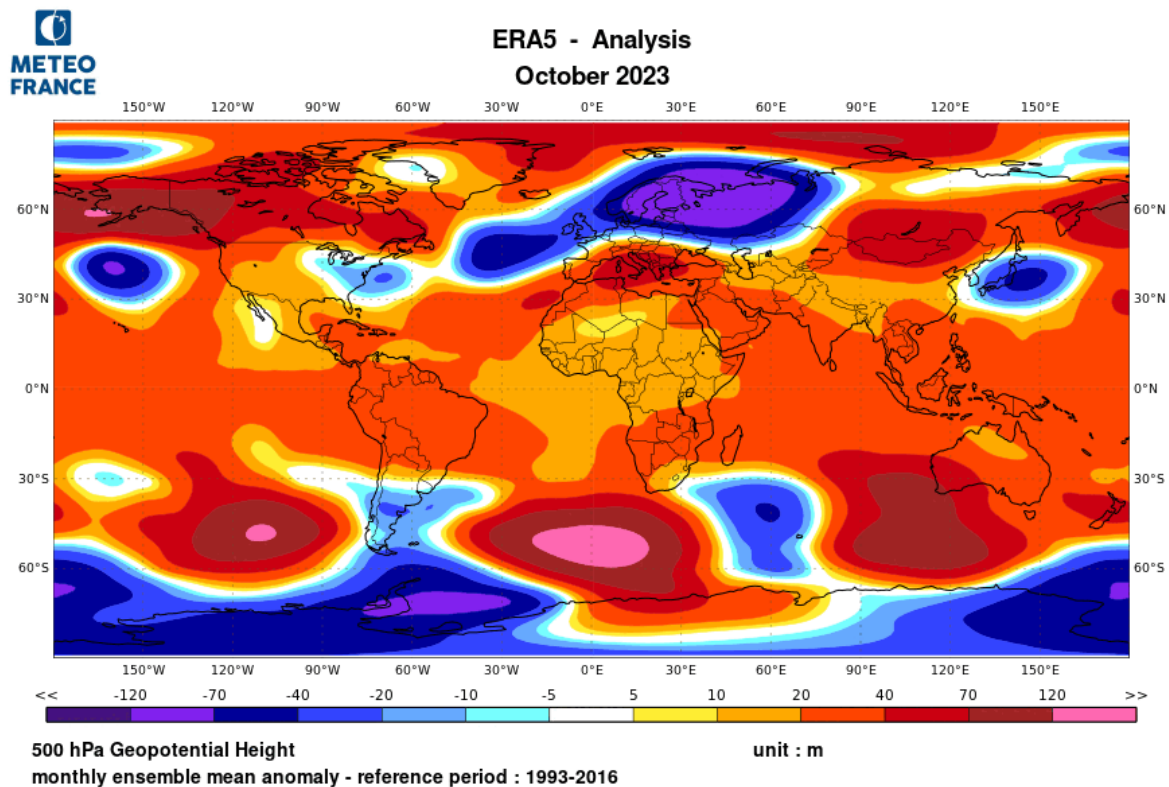 METEO
FRANCE
ERA5 - Analysis
October 2023
150°W 120°W 90°W 60°W 30°W 0°E 30°E 60°E 90°E 120°E 150°E
60°N 60°N
30°N 30°N
0°N 0°N
30°S 30°S
60°S 60°S
150°W 120°W 90°W 60°W 30°W 0°E 30°E 60°E 90°E 120°E 150°E
<< -120 -70 -40 -20 -10 -5 5 10 20 40 70 120 >>
500 hPa Geopotential Height unit : m
monthly ensemble mean anomaly - reference period : 1993-2016